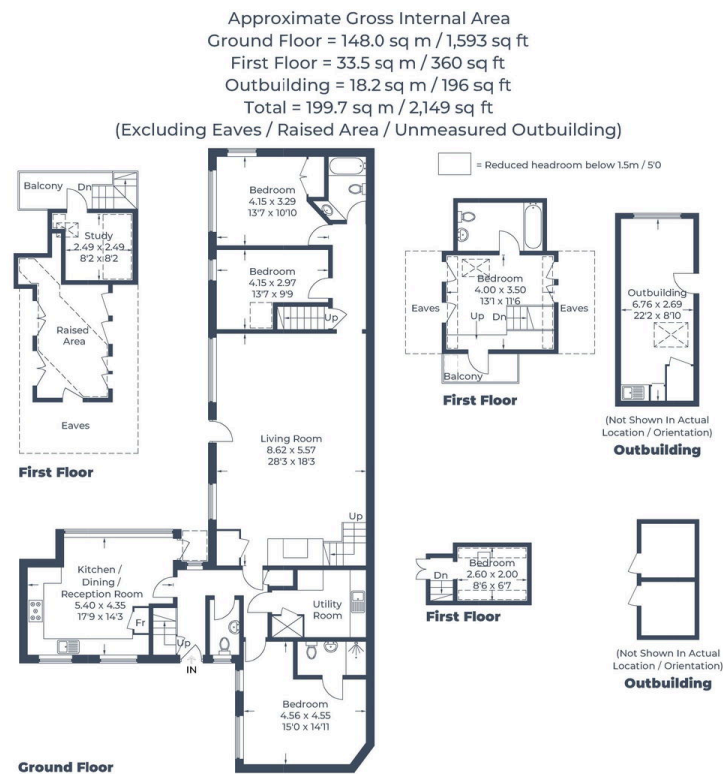 Approximate Gross Internal Area
Ground Floor = 148.0 sq m / 1,593 sq ft
First Floor = 33.5 sq m / 360 sq ft
Outbuilding = 18.2 sq m / 196 sq ft
Total = 199.7 sq m / 2,149 sq ft
(Excluding Eaves / Raised Area / Unmeasured Outbuilding)
= Reduced headroom below 1.5m / 5'0
Balcony
Dn
Study
2.49 x 2.49
8'2 x 8'2
Raised
Area
Eaves
First Floor
Bedroom
4.15 x 3.29
13'7 x 10'10
Bedroom
4.15 x 2.97
13'7 x 9'9
Up
Living Room
8.62 x 5.57
28'3 x 18'3
Up
Kitchen /
Dining /
Reception Room
5.40 x 4.35
17'9 x 14'3
Fr
Up
IN
Utility
Room
Bedroom
4.56 x 4.55
15'0 x 14'11
Ground Floor
Bedroom
4.00 x 3.50
13'1 x 11'6
Eaves
Up
Dn
Eaves
Balcony
First Floor
Outbuilding
6.76 x 2.69
22'2 x 8'10
(Not Shown In Actual
Location / Orientation)
Outbuilding
Bedroom
2.60 x 2.00
8'6 x 6'7
Dn
First Floor
(Not Shown In Actual
Location / Orientation)
Outbuilding